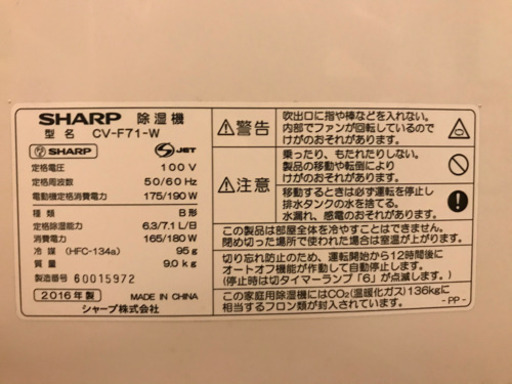 SHARP 除湿機
型名 CV-F71-W
SHARP S JET
定格電圧 100V
定格周波数 50/60Hz
電動機定格消費電力 175/190W
種類 B形
定格除湿能力 6.3/7.1L/日
消費電力 165/180W
冷媒 (HFC-134a) 95g
質量 9.0kg
製造番号 60015972
2016年製 MADE IN CHINA
シャープ株式会社
警告
吹出口に指や棒などを入れない。
内部でファンが回転しているので
けがのおそれがあります。
注意
乗ったり、もたれたりしない。
製品の移動や転倒により、
けがのおそれがあります。
移動するときは必ず運転を停止し
排水タンクの水を捨てる。
水漏れ、感電のおそれがあります。
この製品は部屋全体を冷やすことはできません。
閉め切った場所で使われた場合は室温が上がります。
切り忘れ防止のため、運転開始から12時間後に
オートオフ機能が作動して自動停止します。
(停止時は切タイマーランプ「6」が点滅します。)
この家庭用除湿機にはCO₂(温暖化ガス)136kgに
相当するフロン類が封入されています。
-PP-